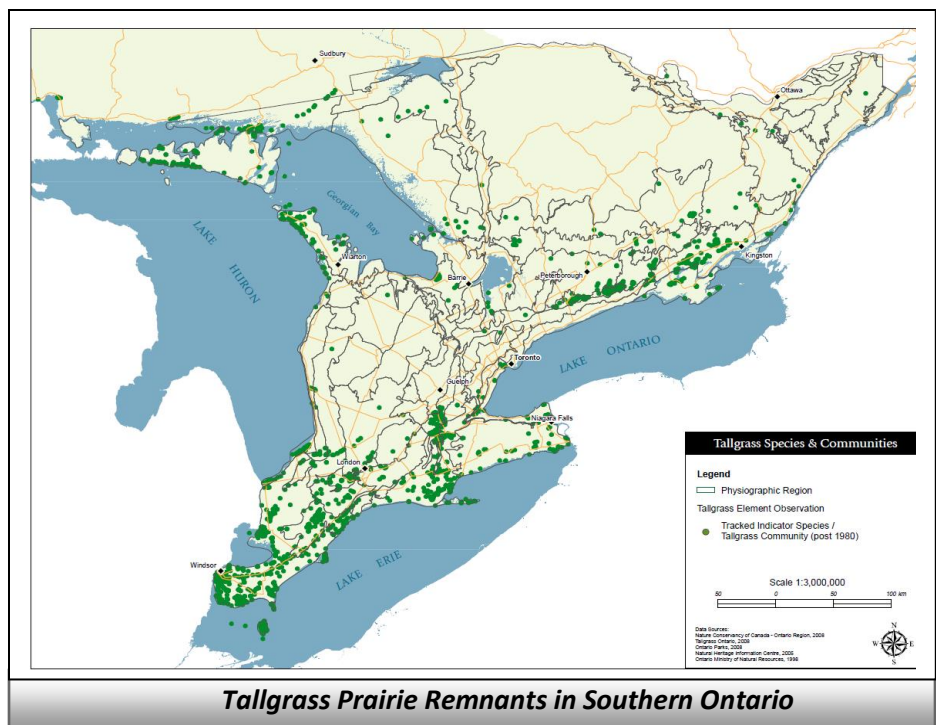 Sudbury
Ottawa
Georgian Bay
LAKE HURON
Wiarton
Barrie
Peterborough
Kingston
Toronto
LAKE ONTARIO
Guelph
Niagara Falls
London
Windsor
LAKE ERIE
Tallgrass Species & Communities
Legend
Physiographic Region
Tallgrass Element Observation
Tracked Indicator Species /
Tallgrass Community (post 1980)
Scale 1:3,000,000
50 0 50 100 km
Data Sources:
Nature Conservancy of Canada - Ontario Region, 2008
Tallgrass Ontario, 2008
Ontario Parks, 2008
Natural Heritage Information Centre, 2005
Ontario Ministry of Natural Resources, 1998
N
W E
S
Tallgrass Prairie Remnants in Southern Ontario